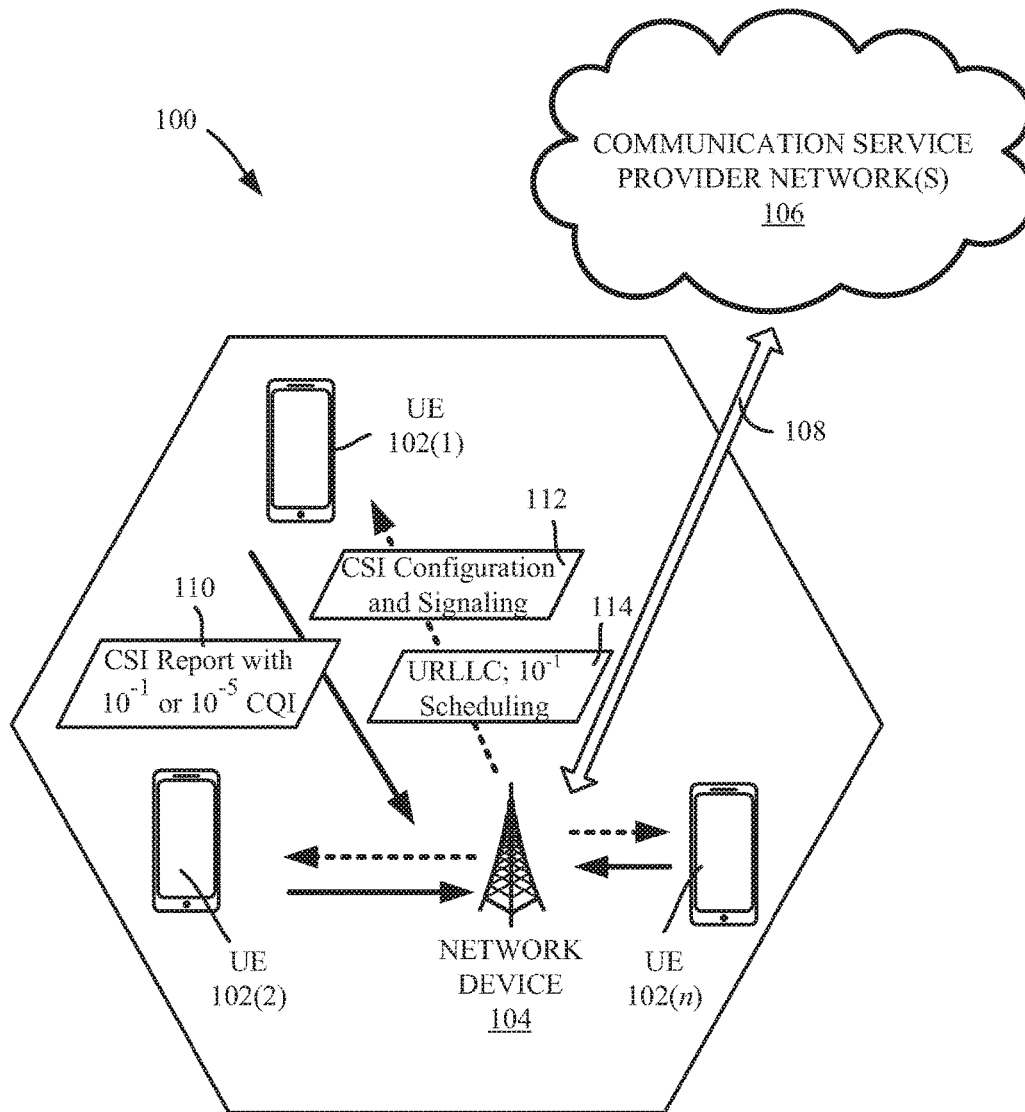 100
COMMUNICATION SERVICE
PROVIDER NETWORK(S)
106
108
UE
102(1)
112
CSI Configuration
and Signaling
110
CSI Report with
10⁻¹ or 10⁻⁵ CQI
114
URLLC; 10⁻¹
Scheduling
UE
102(2)
NETWORK
DEVICE
104
UE
102(n)